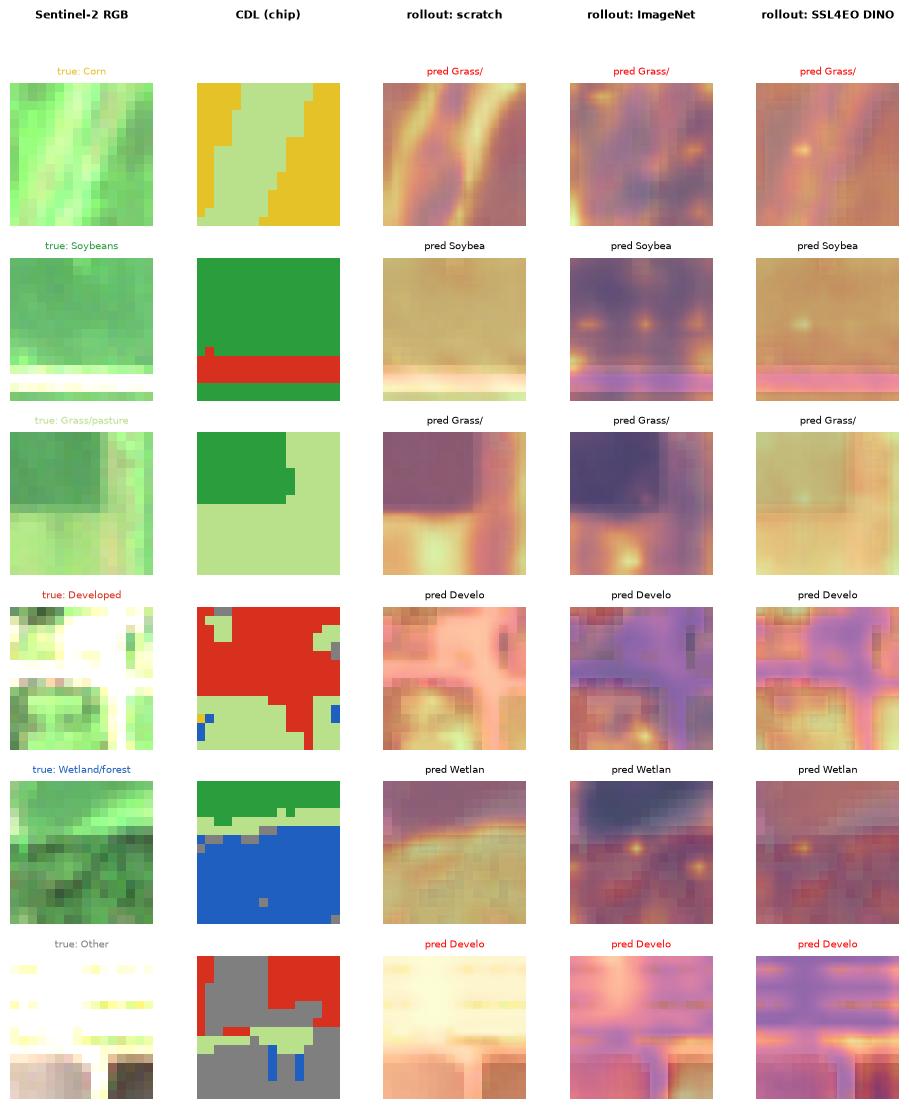 Sentinel-2 RGB CDL (chip) rollout: scratch rollout: ImageNet rollout: SSL4EO DINO
true: Corn pred Grass/ pred Grass/ pred Grass/
true: Soybeans pred Soybea pred Soybea pred Soybea
true: Grass/pasture pred Grass/ pred Grass/ pred Grass/
true: Developed pred Develo pred Develo pred Develo
true: Wetland/forest pred Wetlan pred Wetlan pred Wetlan
true: Other pred Develo pred Develo pred Develo